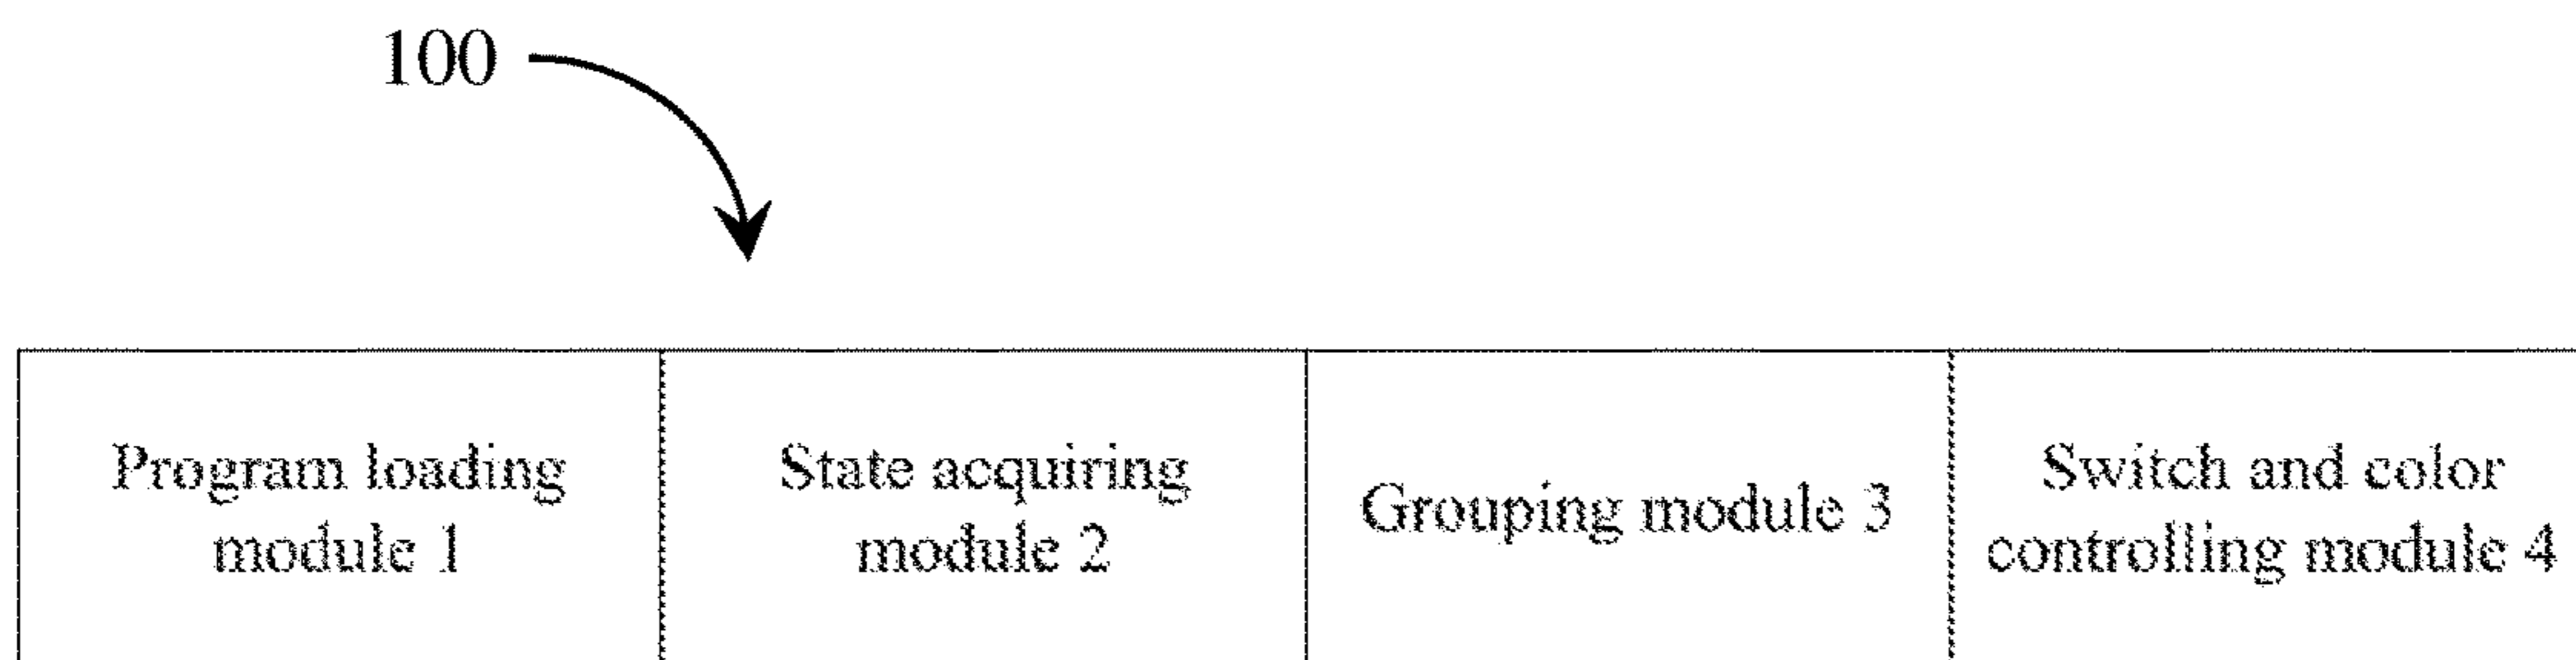 100
Program loading
module 1
State acquiring
module 2
Grouping module 3
Switch and color
controlling module 4